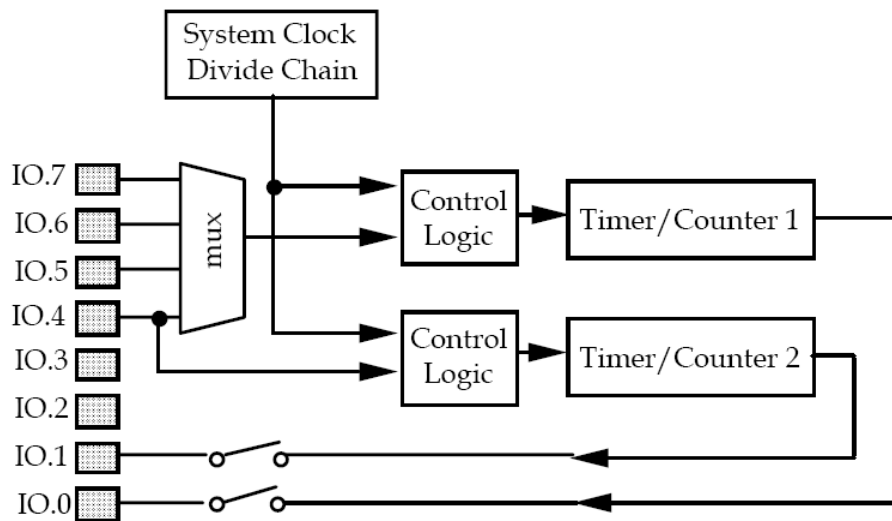 System Clock
Divide Chain
IO.7
IO.6
IO.5
IO.4
IO.3
IO.2
IO.1
IO.0
mux
Control
Logic
Timer/Counter 1
Control
Logic
Timer/Counter 2